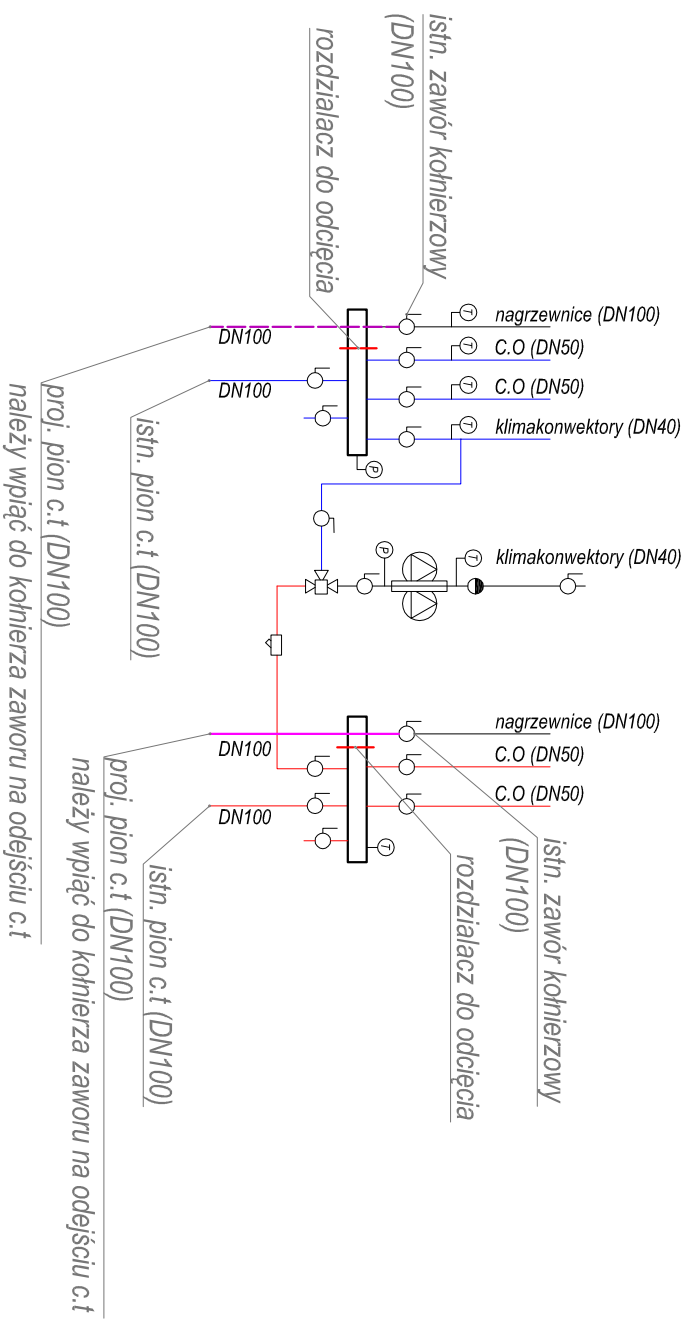 istn. zawór kołnierzowy
(DN100)
rozdzialacz do odcięcia
T
nagrzewnice (DN100)
T
C.O (DN50)
T
C.O (DN50)
T
klimakonwektory (DN40)
DN100
DN100
P
istn. pion c.t (DN100)
proj. pion c.t (DN100)
należy wpiąć do kołnierza zaworu na odejściu c.t
P
T
klimakonwektory (DN40)
nagrzewnice (DN100)
C.O (DN50)
C.O (DN50)
DN100
DN100
T
istn. zawór kołnierzowy
(DN100)
rozdzialacz do odcięcia
istn. pion c.t (DN100)
proj. pion c.t (DN100)
należy wpiąć do kołnierza zaworu na odejściu c.t